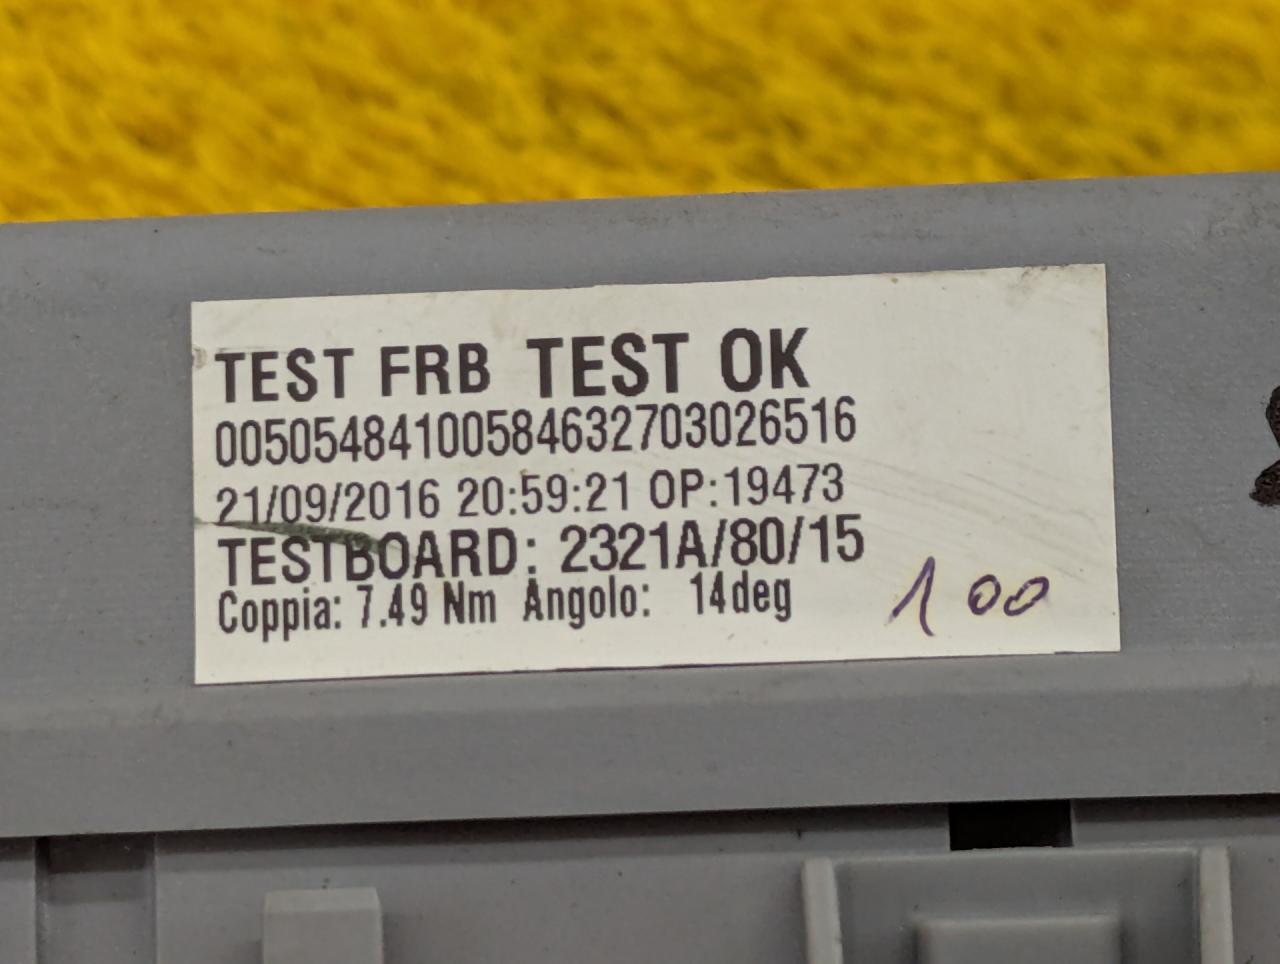 TEST FRB TEST OK
00505484100584632703026516
21/09/2016 20:59:21 OP:19473
TESTBOARD: 2321A/80/15
Coppia: 7.49 Nm Angolo: 14deg
100